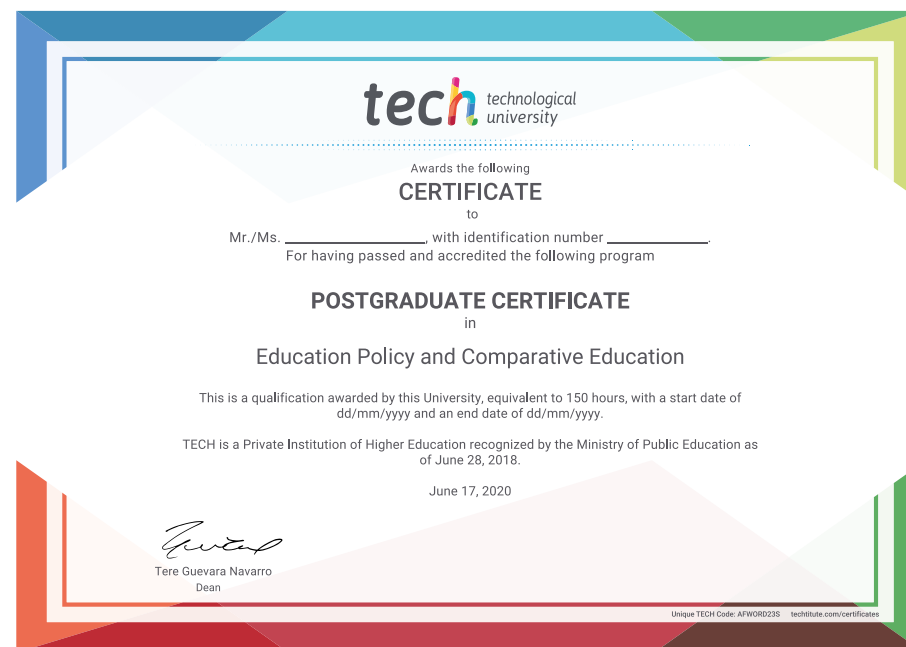 tech technological
university
Awards the following
CERTIFICATE
to
Mr./Ms. ____________________, with identification number ______________.
For having passed and accredited the following program
POSTGRADUATE CERTIFICATE
in
Education Policy and Comparative Education
This is a qualification awarded by this University, equivalent to 150 hours, with a start date of
dd/mm/yyyy and an end date of dd/mm/yyyy.
TECH is a Private Institution of Higher Education recognized by the Ministry of Public Education as
of June 28, 2018.
June 17, 2020
Tere Guevara Navarro
Dean
Unique TECH Code: AFWORD23S techtitute.com/certificates